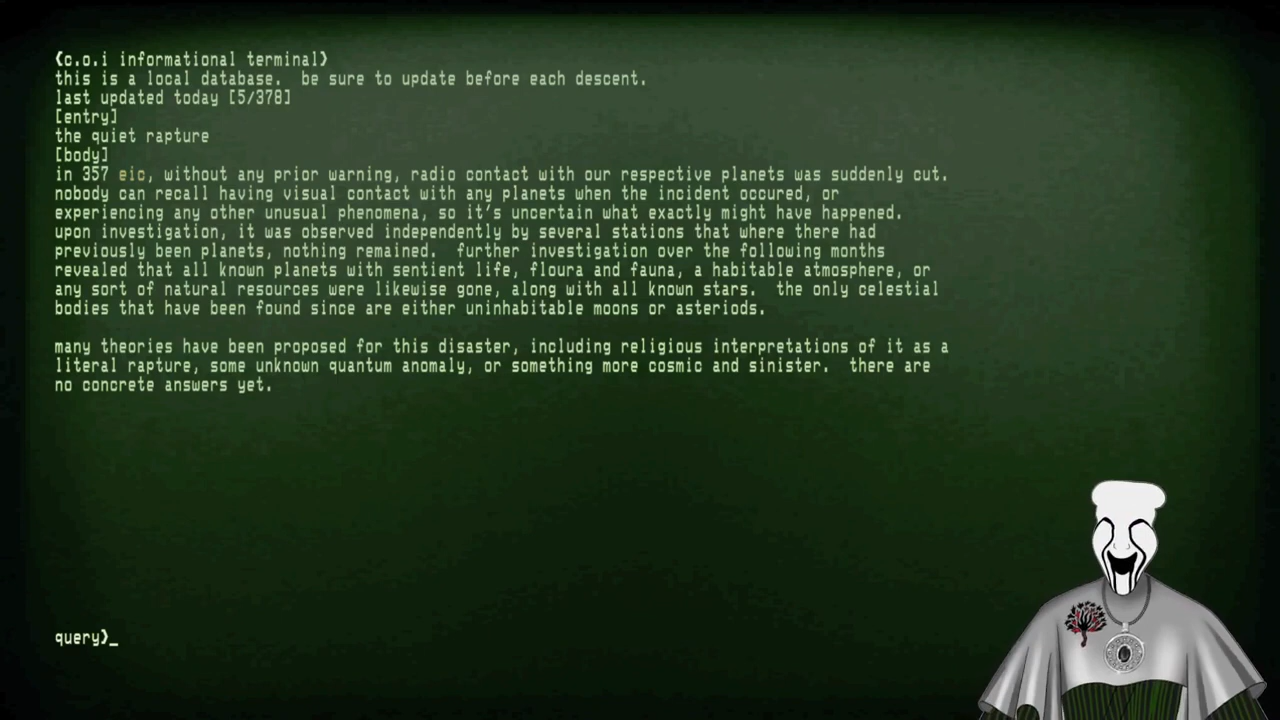 {c.o.i informational terminal}
this is a local database.  be sure to update before each descent.
last updated today [5/378]
[entry]
the quiet rapture
[body]
in 357 eic, without any prior warning, radio contact with our respective planets was suddenly cut.
nobody can recall having visual contact with any planets when the incident occured, or
experiencing any other unusual phenomena, so it's uncertain what exactly might have happened.
upon investigation, it was observed independently by several stations that where there had
previously been planets, nothing remained.  further investigation over the following months
revealed that all known planets with sentient life, floura and fauna, a habitable atmosphere, or
any sort of natural resources were likewise gone, along with all known stars.  the only celestial
bodies that have been found since are either uninhabitable moons or asteriods.
many theories have been proposed for this disaster, including religious interpretations of it as a
literal rapture, some unknown quantum anomaly, or something more cosmic and sinister.  there are
no concrete answers yet.
query}_